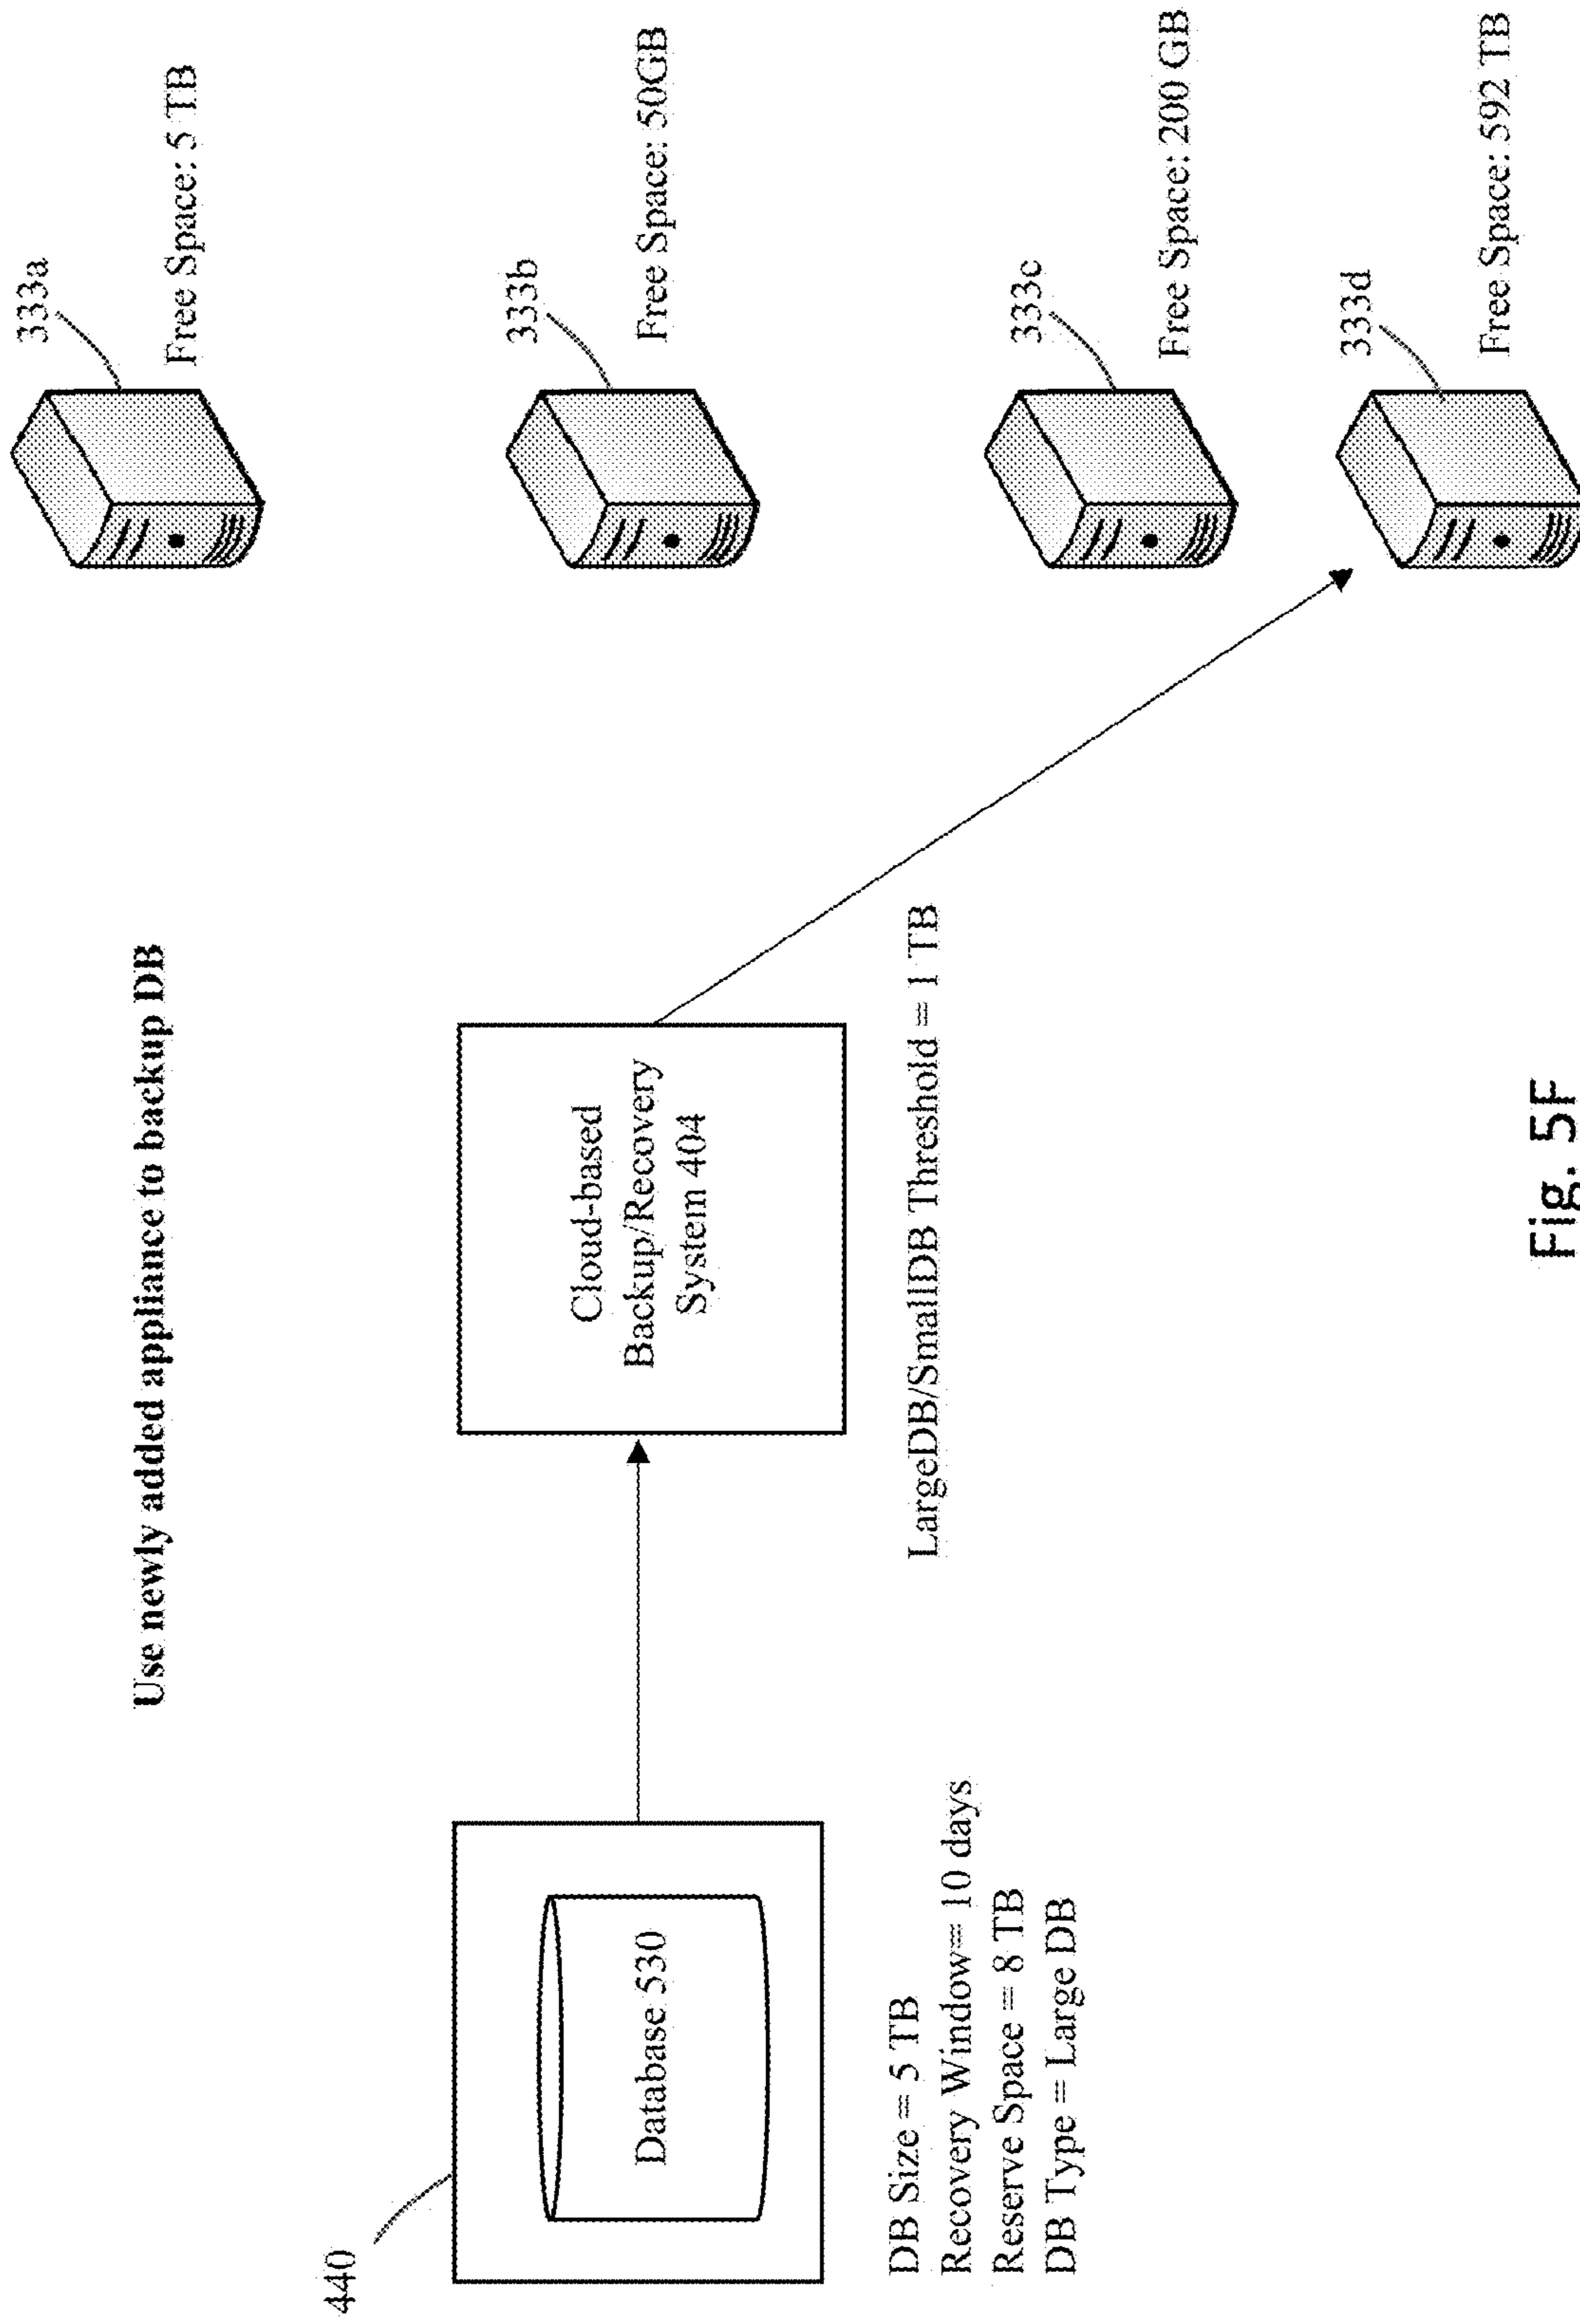 Use newly added appliance to backup DB
440
Database 530
DB Size = 5 TB
Recovery Window= 10 days
Reserve Space = 8 TB
DB Type = Large DB
Cloud-based
Backup/Recovery
System 404
LargeDB/SmallDB Threshold = 1 TB
333a
Free Space: 5 TB
333b
Free Space: 50GB
333c
Free Space: 200 GB
333d
Free Space: 592 TB
Fig. 5F